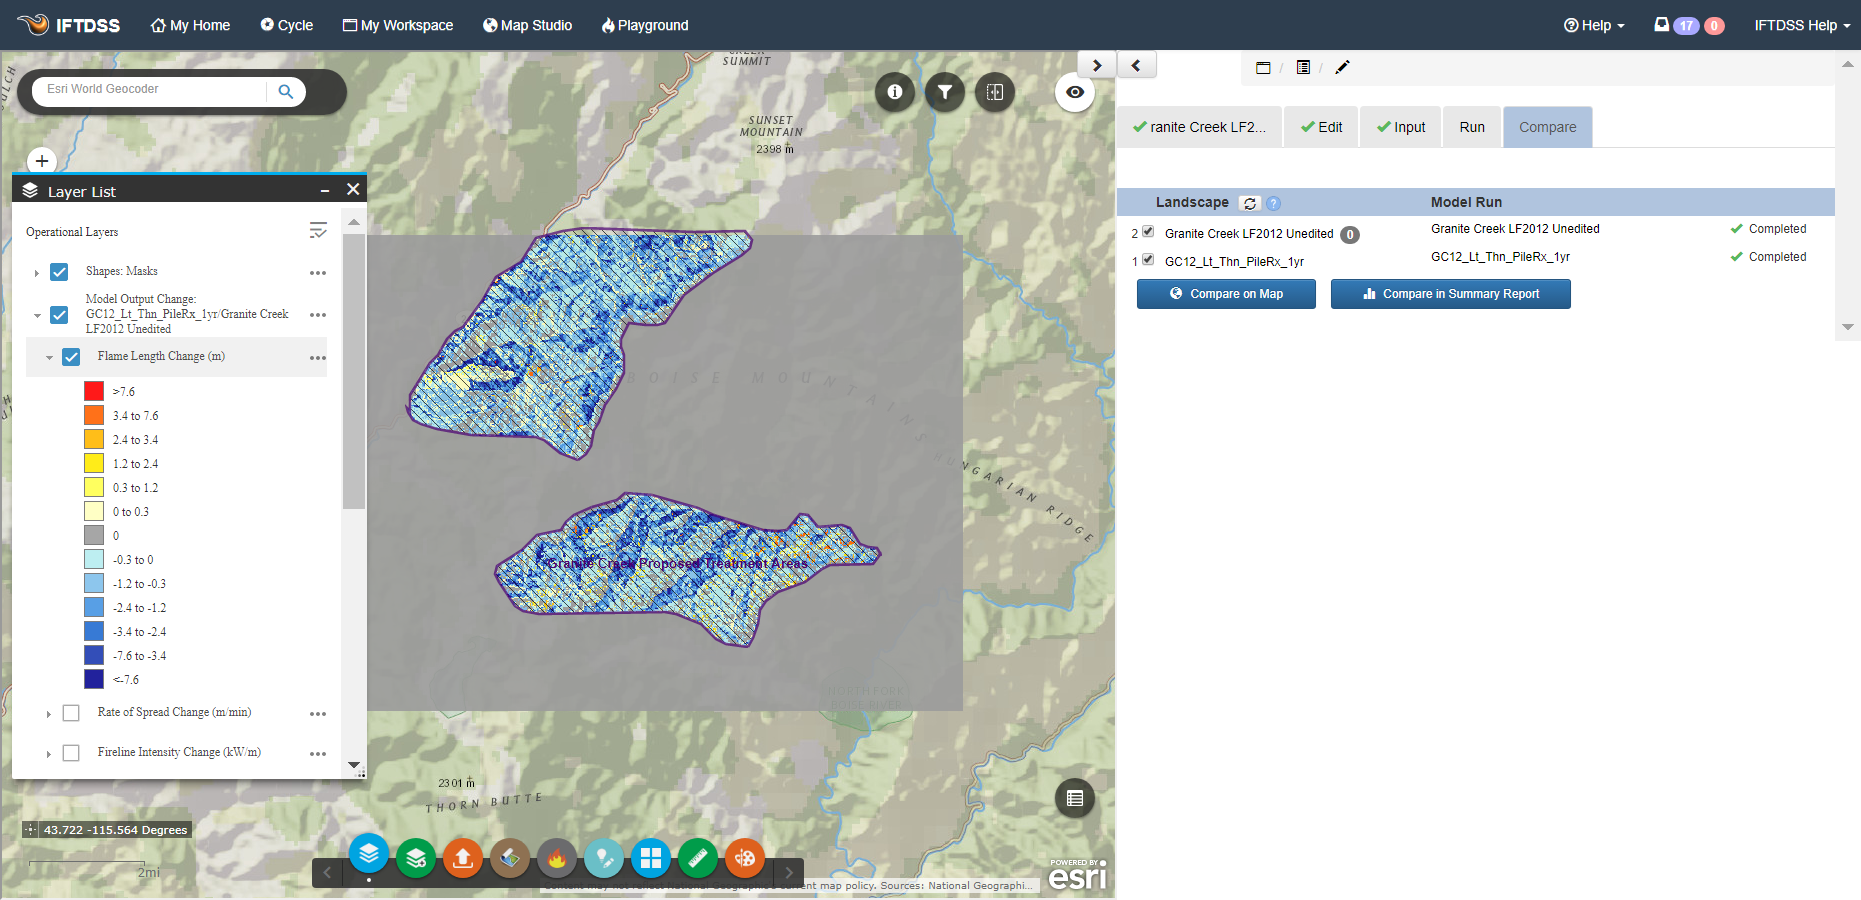 IFTDSS
My Home
Cycle
My Workspace
Map Studio
Playground
Help
17
0
IFTDSS Help
Esri World Geocoder
SUMMIT
SUNSET
MOUNTAIN
2398 m
Layer List
Operational Layers
Shapes: Masks
Model Output Change:
GC12_Lt_Thn_PileRx_1yr/Granite Creek
LF2012 Unedited
Flame Length Change (m)
>7.6
3.4 to 7.6
2.4 to 3.4
1.2 to 2.4
0.3 to 1.2
0 to 0.3
0
-0.3 to 0
-1.2 to -0.3
-2.4 to -1.2
-3.4 to -2.4
-7.6 to -3.4
<-7.6
Rate of Spread Change (m/min)
Fireline Intensity Change (kW/m)
BOISE MOUNTAINS
HUNGARIAN RIDGE
Granite Creek Proposed Treatment Areas
NORTH FORK
BOISE RIVER
2301 m
THORN BUTTE
43.722 -115.564 Degrees
2mi
current map policy. Sources: National Geographi...
POWERED BY
esri
ranite Creek LF2...
Edit
Input
Run
Compare
Landscape
?
Model Run
2
Granite Creek LF2012 Unedited
0
Granite Creek LF2012 Unedited
Completed
1
GC12_Lt_Thn_PileRx_1yr
GC12_Lt_Thn_PileRx_1yr
Completed
Compare on Map
Compare in Summary Report